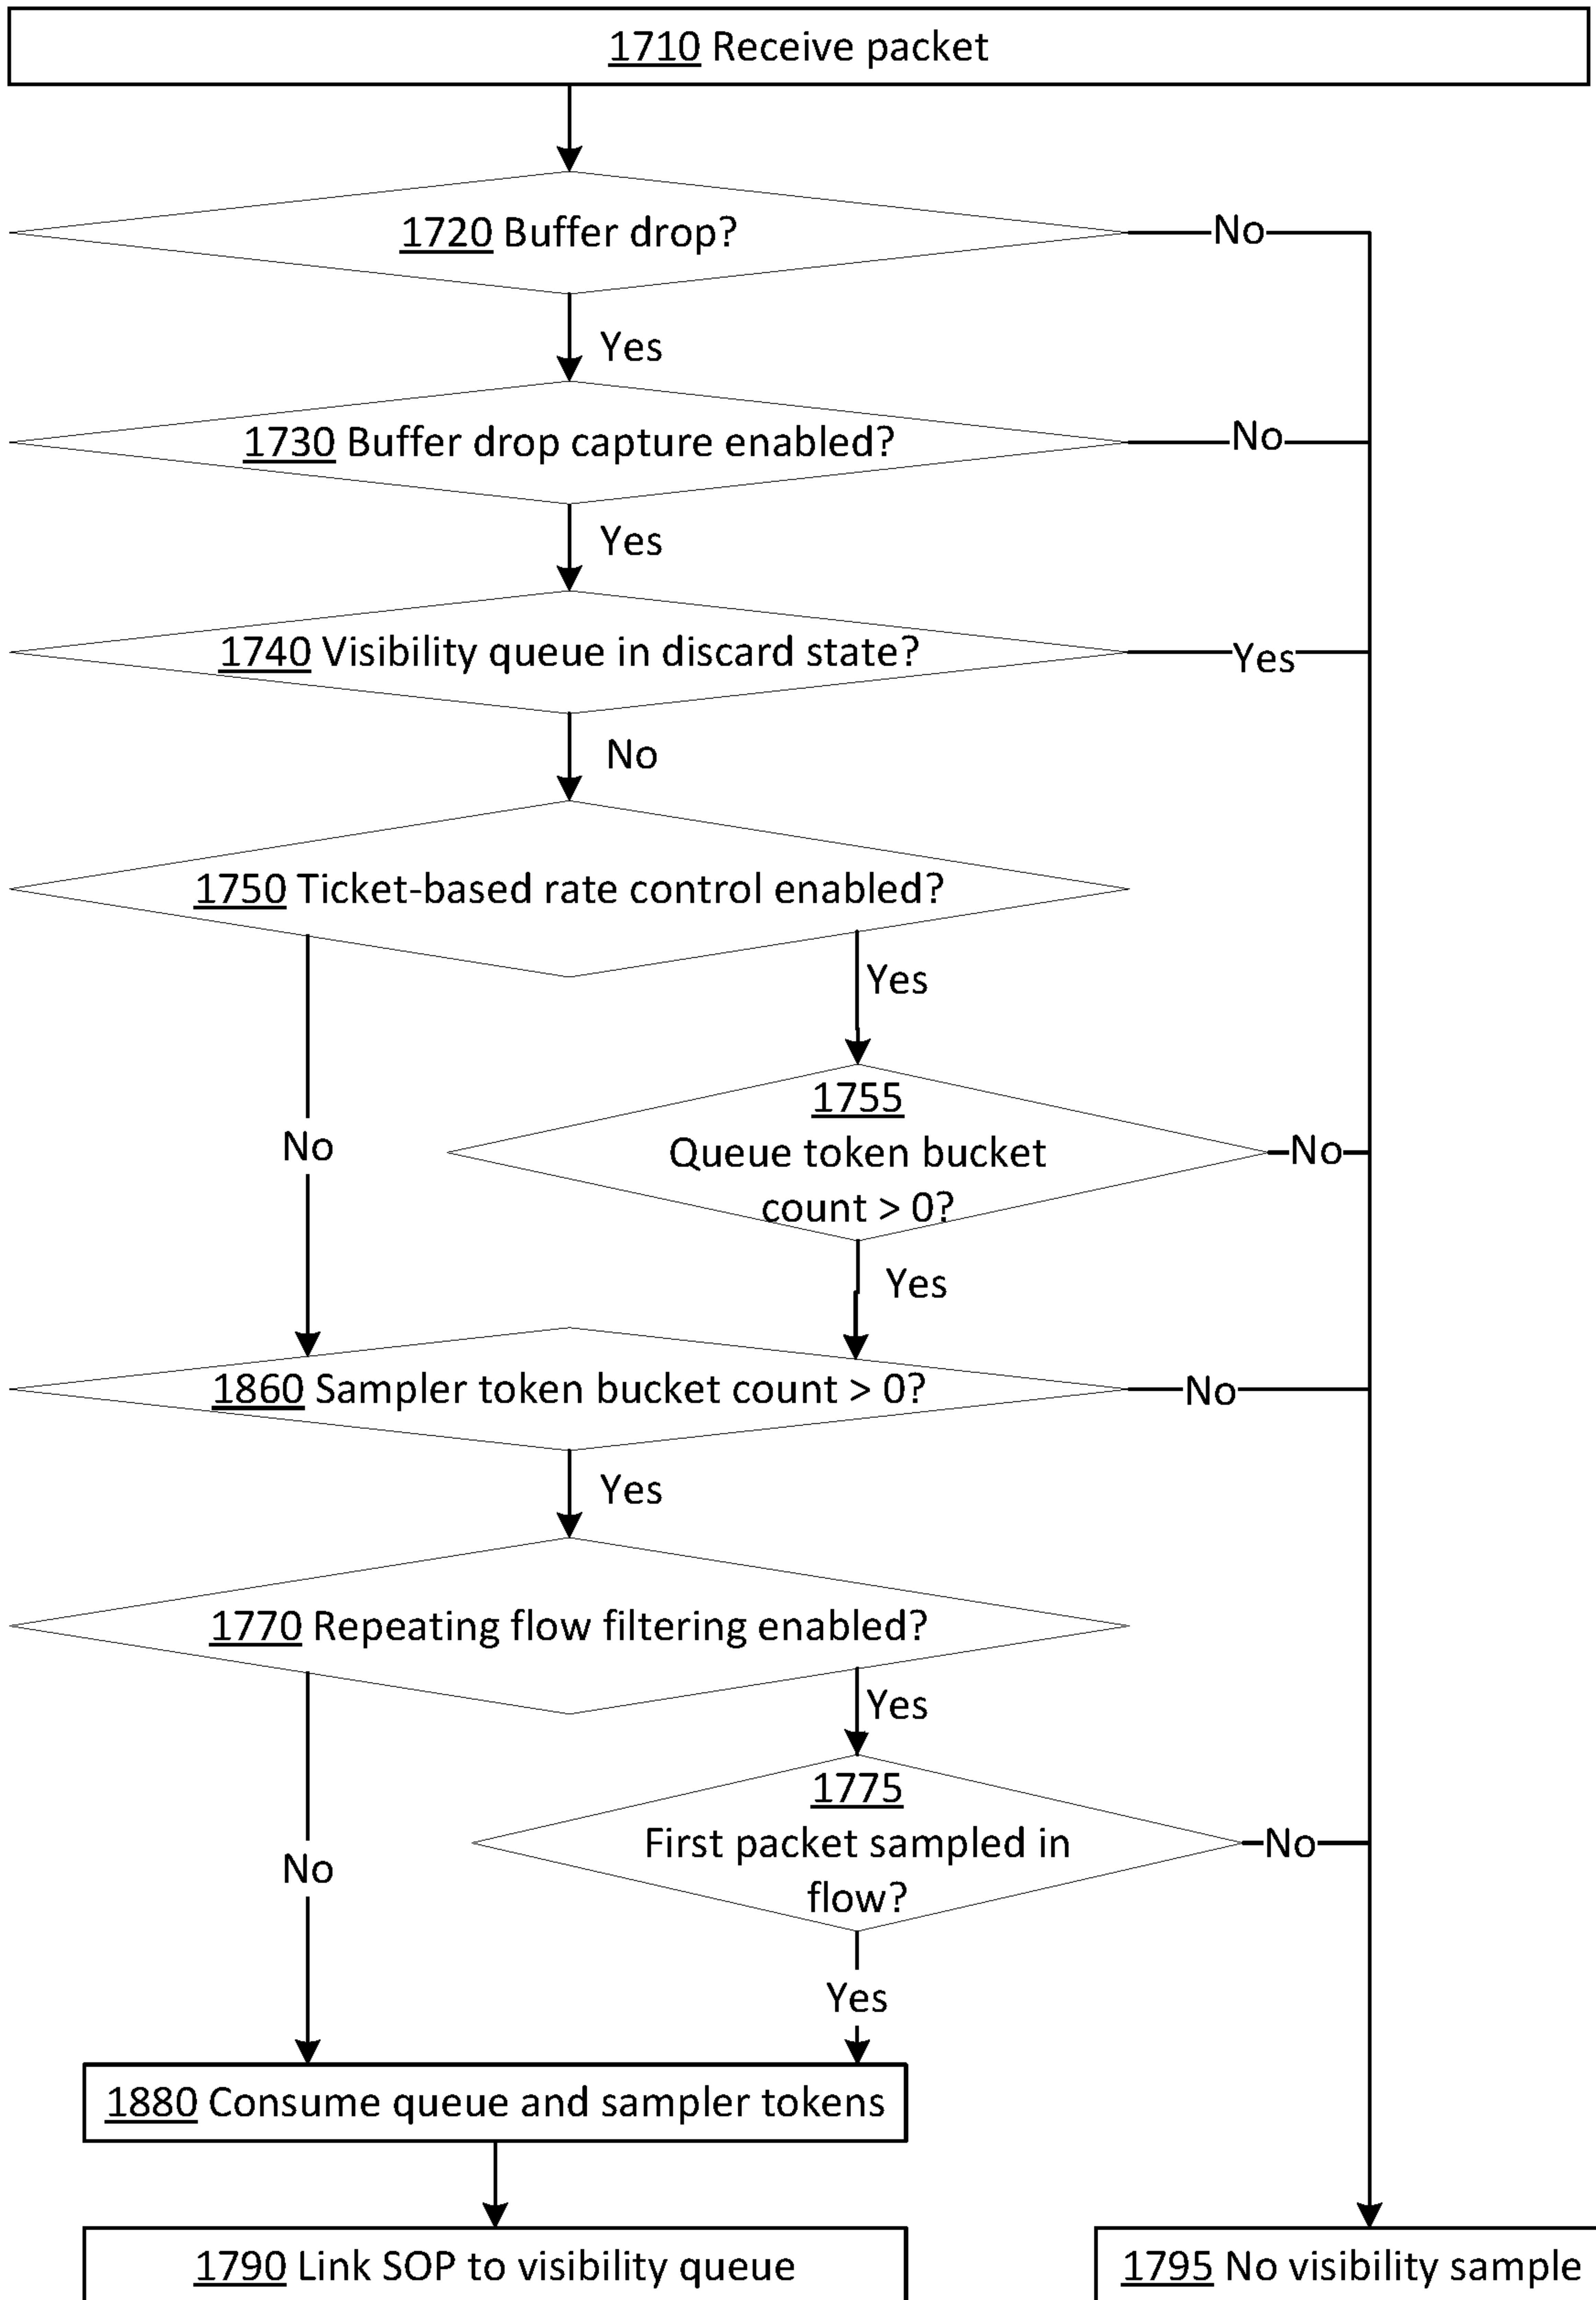 1710 Receive packet
1720 Buffer drop?
No
Yes
1730 Buffer drop capture enabled?
No
Yes
1740 Visibility queue in discard state?
Yes
No
1750 Ticket-based rate control enabled?
Yes
1755
No
Queue token bucket
No
count > 0?
Yes
1860 Sampler token bucket count > 0?
No
Yes
1770 Repeating flow filtering enabled?
Yes
1775
First packet sampled in
No
No
flow?
Yes
1880 Consume queue and sampler tokens
1790 Link SOP to visibility queue
1795 No visibility sample